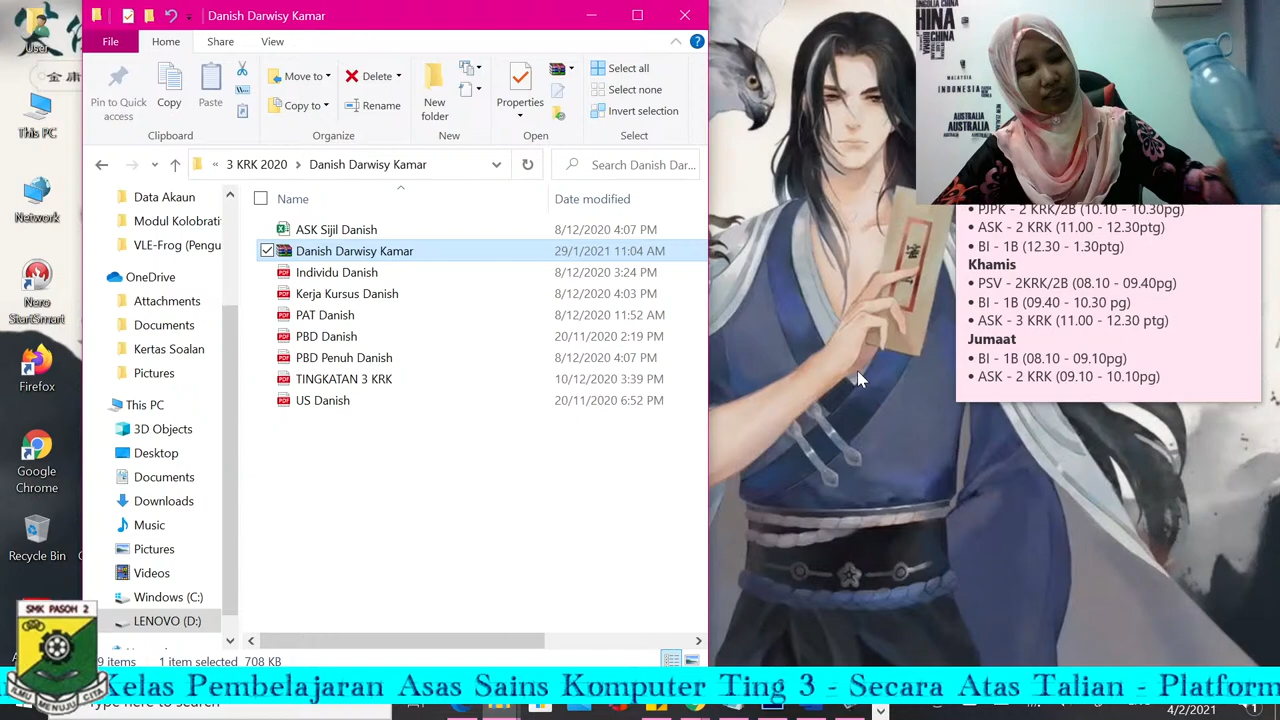 User
This PC
Network
Nero
StartSmart
Firefox
Google
Chrome
Recycle Bin
Danish Darwisy Kamar
File
Home
Share
View
Pin to Quick
access
Copy
Paste
Clipboard
Move to
Copy to
Delete
Rename
Organize
New
folder
New
Properties
Open
Select all
Select none
Invert selection
Select
« 3 KRK 2020 > Danish Darwisy Kamar
Search Danish Dar...
Data Akaun
Modul Kolobrati
VLE-Frog (Pengu
OneDrive
Attachments
Documents
Kertas Soalan
Pictures
This PC
3D Objects
Desktop
Documents
Downloads
Music
Pictures
Videos
Windows (C:)
LENOVO (D:)
Name Date modified
ASK Sijil Danish 8/12/2020 4:07 PM
Danish Darwisy Kamar 29/1/2021 11:04 AM
Individu Danish 8/12/2020 3:24 PM
Kerja Kursus Danish 8/12/2020 4:03 PM
PAT Danish 8/12/2020 11:52 AM
PBD Danish 20/11/2020 2:19 PM
PBD Penuh Danish 8/12/2020 4:07 PM
TINGKATAN 3 KRK 10/12/2020 3:39 PM
US Danish 20/11/2020 6:52 PM
9 items 1 item selected 708 KB
MALAYSIA
INDONESIA
AUSTRALIA
AUSTRALIA
• PJPK - 2 KRK/2B (10.10 - 10.30pg)
• ASK - 2 KRK (11.00 - 12.30ptg)
• BI - 1B (12.30 - 1.30ptg)
Khamis
• PSV - 2KRK/2B (08.10 - 09.40pg)
• BI - 1B (09.40 - 10.30 pg)
• ASK - 3 KRK (11.00 - 12.30 ptg)
Jumaat
• BI - 1B (08.10 - 09.10pg)
• ASK - 2 KRK (09.10 - 10.10pg)
SMK PASOH 2
ILMU MENUJU CITA
Kelas Pembelajaran Asas Sains Komputer Ting 3 - Secara Atas Talian - Platform
4/2/2021